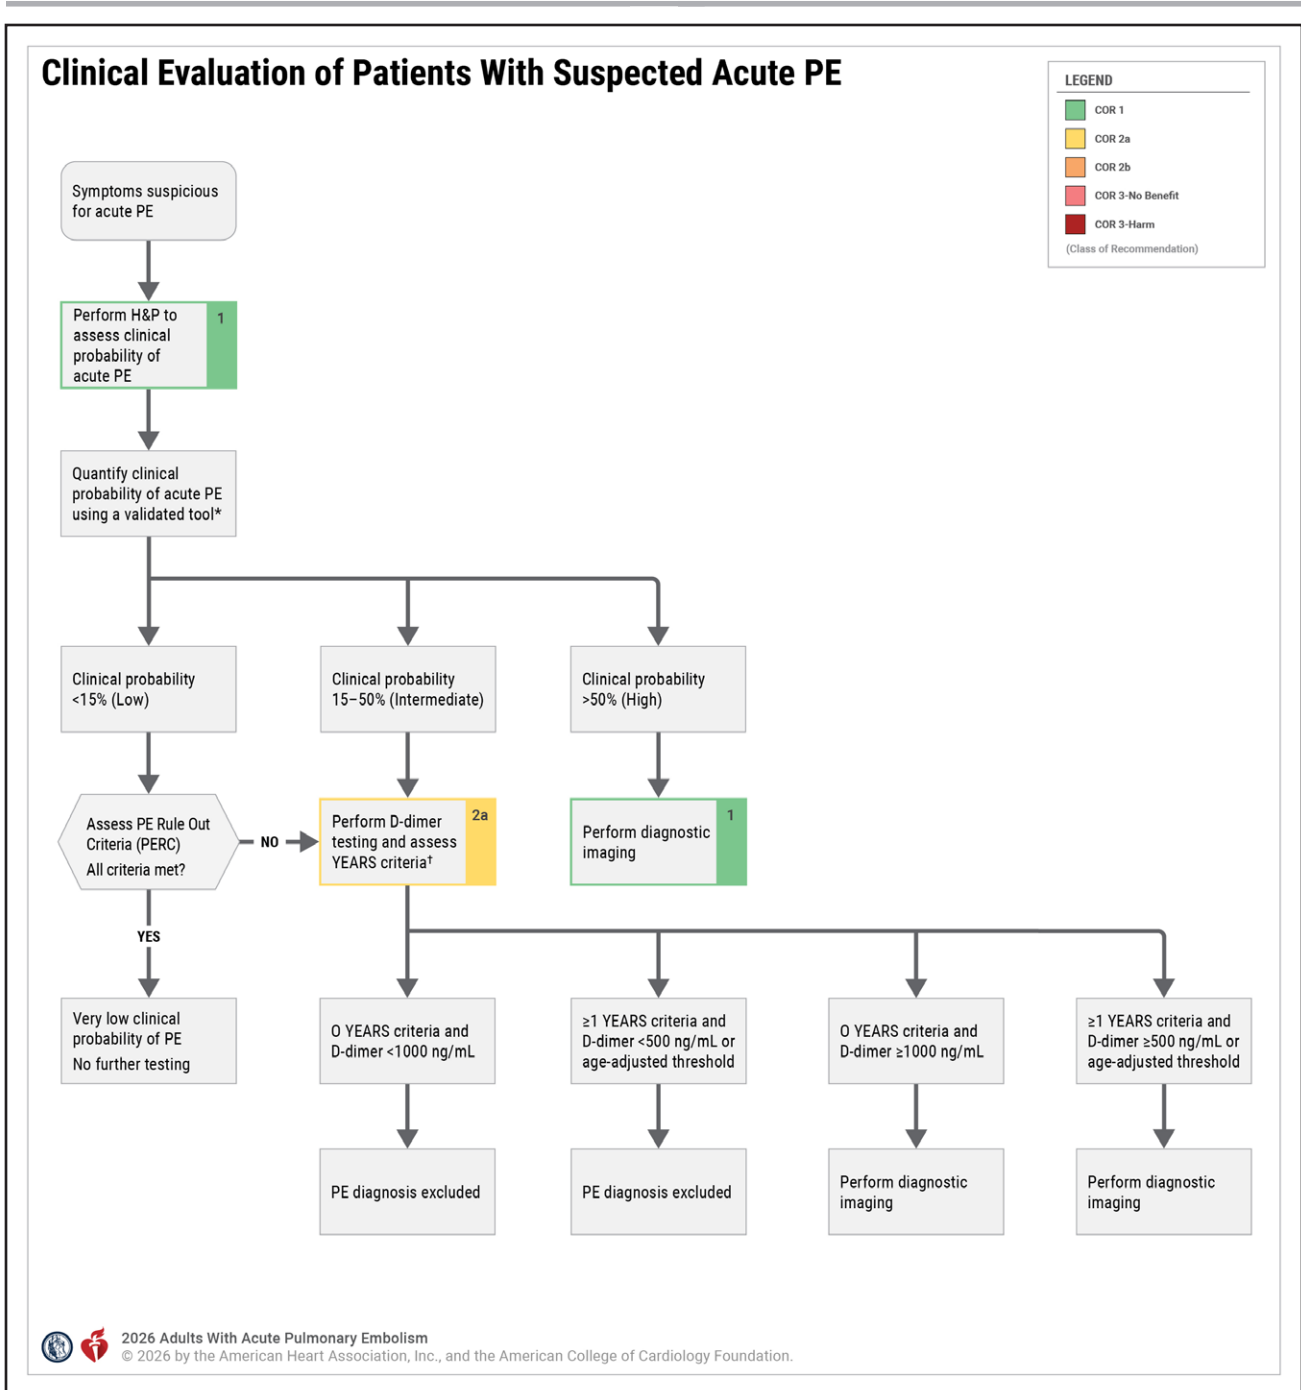 Clinical Evaluation of Patients With Suspected Acute PE
LEGEND
COR 1
COR 2a
COR 2b
COR 3-No Benefit
COR 3-Harm
(Class of Recommendation)
Symptoms suspicious
for acute PE
Perform H&P to
assess clinical
probability of
acute PE
1
Quantify clinical
probability of acute PE
using a validated tool*
Clinical probability
<15% (Low)
Clinical probability
15–50% (Intermediate)
Clinical probability
>50% (High)
Assess PE Rule Out
Criteria (PERC)
All criteria met?
NO
Perform D-dimer
testing and assess
YEARS criteria†
2a
Perform diagnostic
imaging
1
YES
Very low clinical
probability of PE
No further testing
O YEARS criteria and
D-dimer <1000 ng/mL
≥1 YEARS criteria and
D-dimer <500 ng/mL or
age-adjusted threshold
O YEARS criteria and
D-dimer ≥1000 ng/mL
≥1 YEARS criteria and
D-dimer ≥500 ng/mL or
age-adjusted threshold
PE diagnosis excluded
PE diagnosis excluded
Perform diagnostic
imaging
Perform diagnostic
imaging
2026 Adults With Acute Pulmonary Embolism
© 2026 by the American Heart Association, Inc., and the American College of Cardiology Foundation.